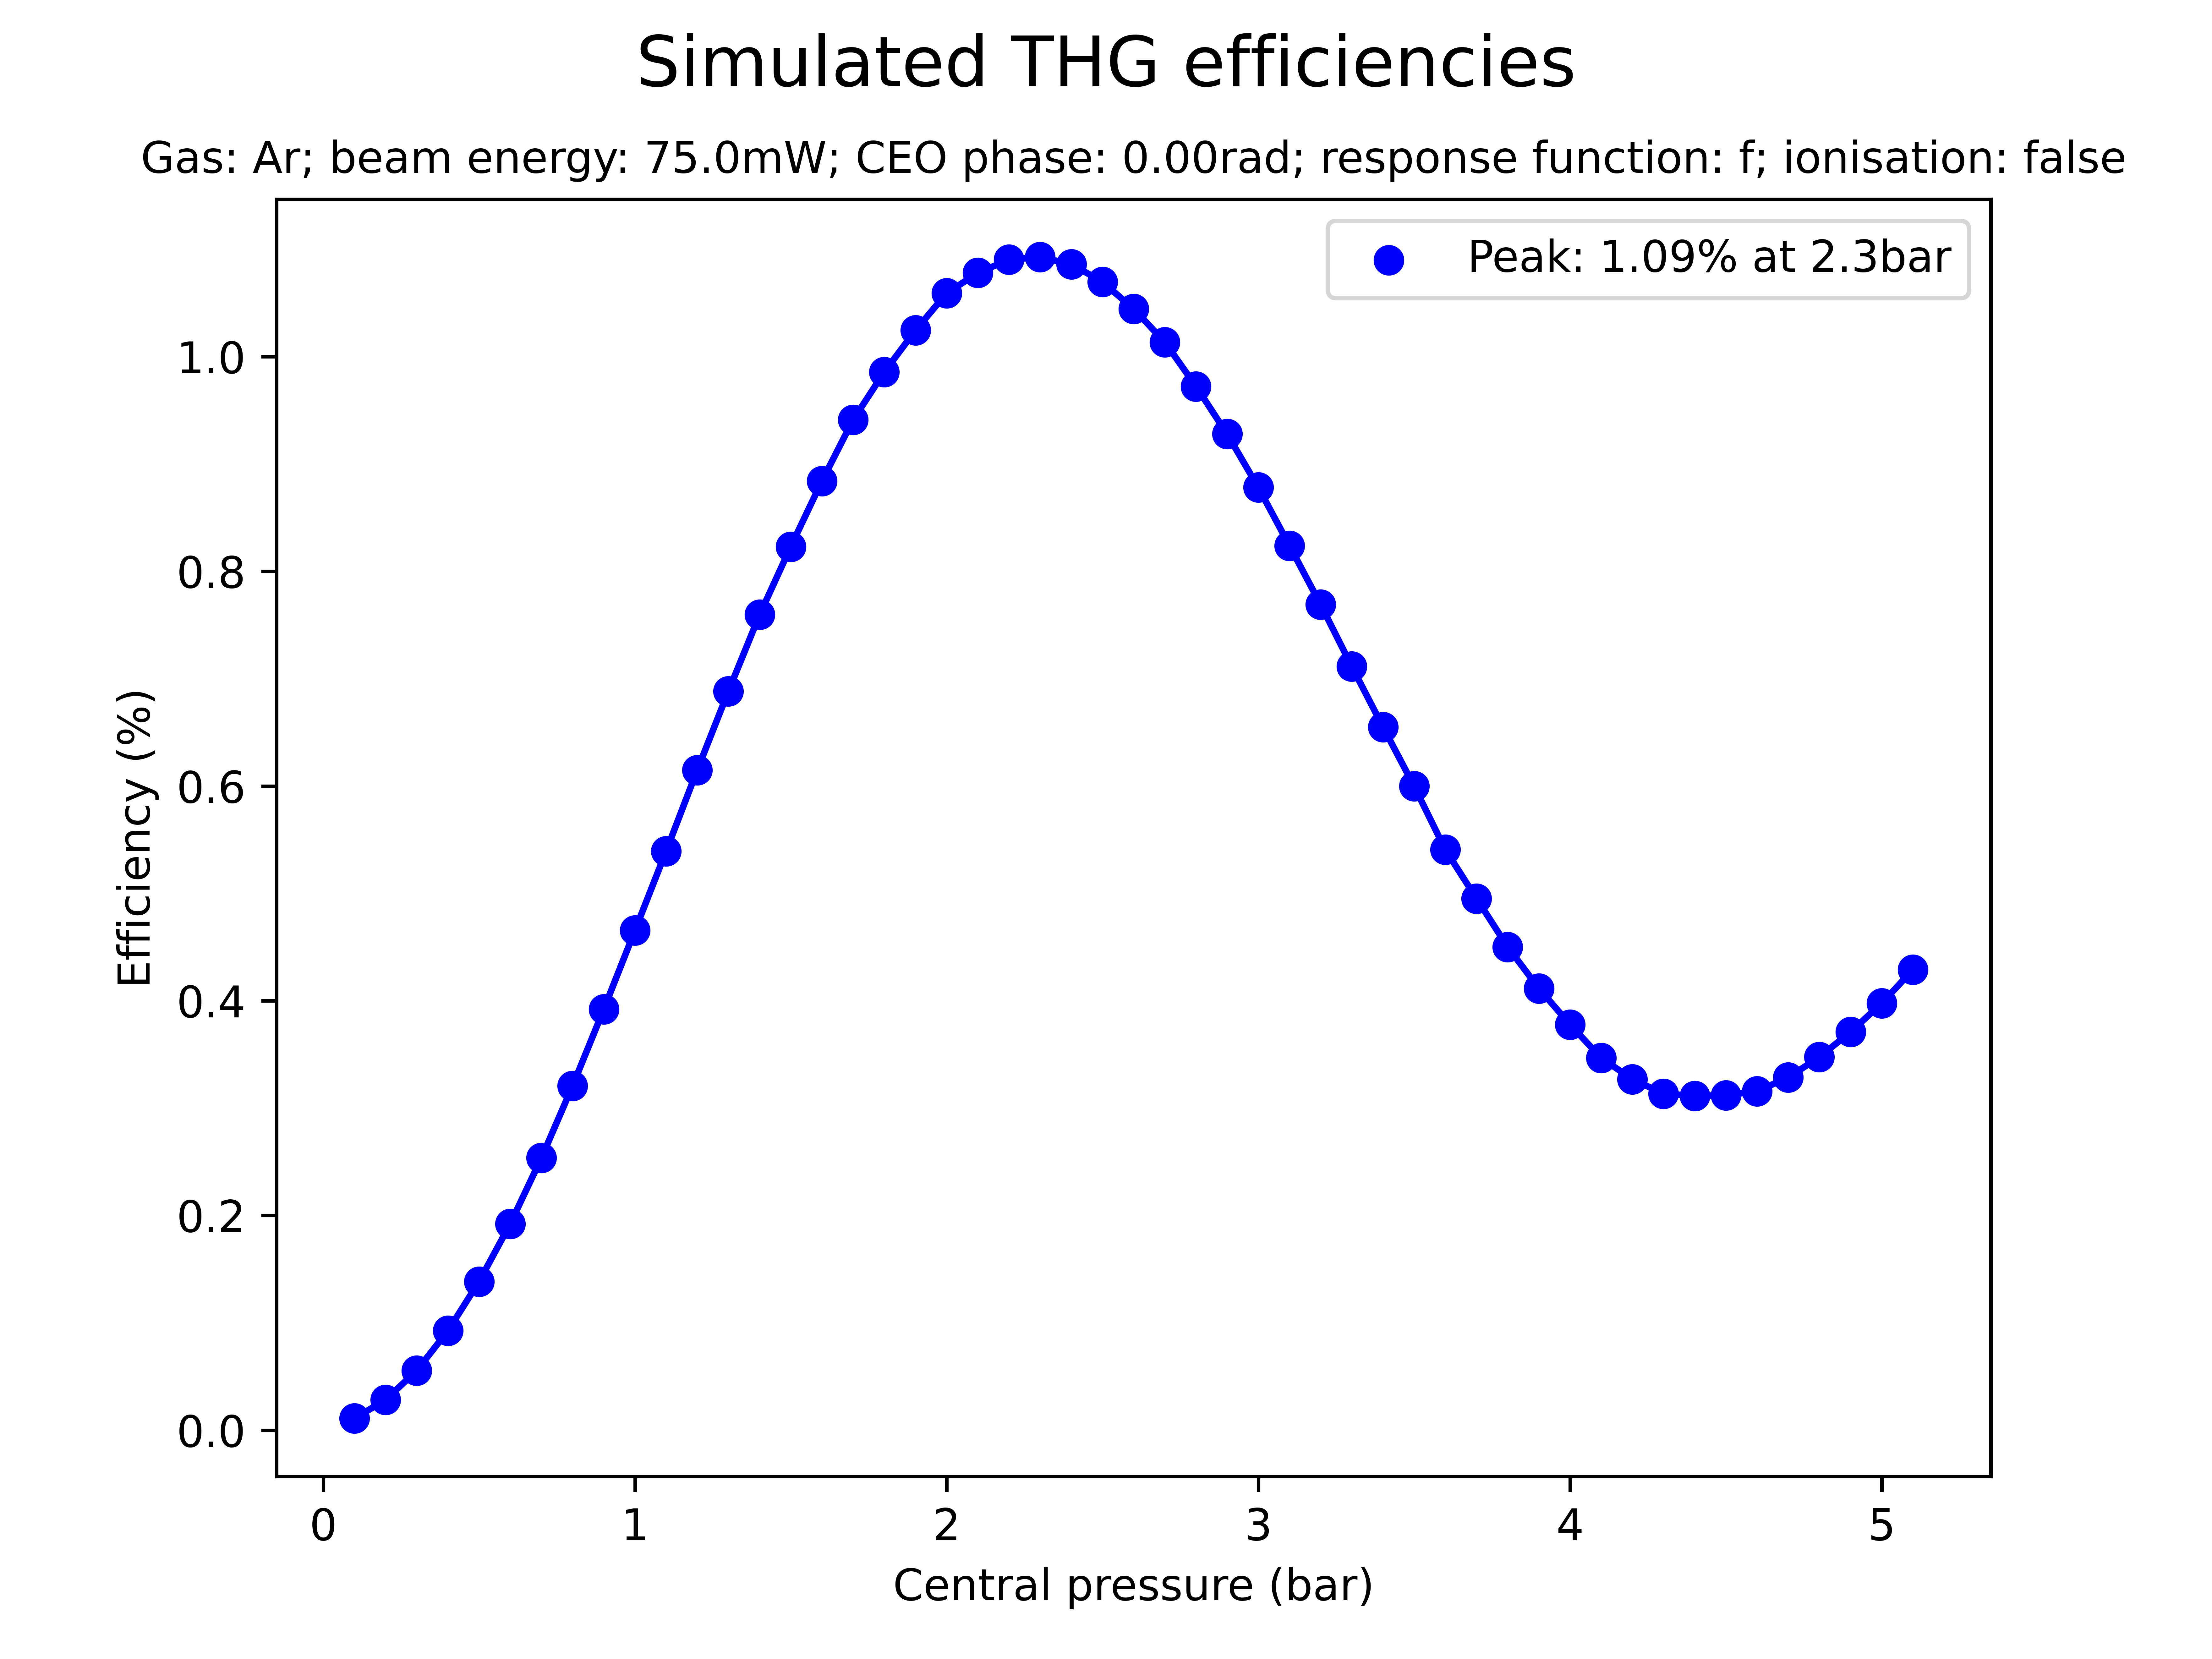 Simulated THG efficiencies
Gas: Ar; beam energy: 75.0mW; CEO phase: 0.00rad; response function: f; ionisation: false
Peak: 1.09% at 2.3bar
1.0
0.8
0.6
0.4
0.2
0.0
Efficiency (%)
0 1 2 3 4 5
Central pressure (bar)